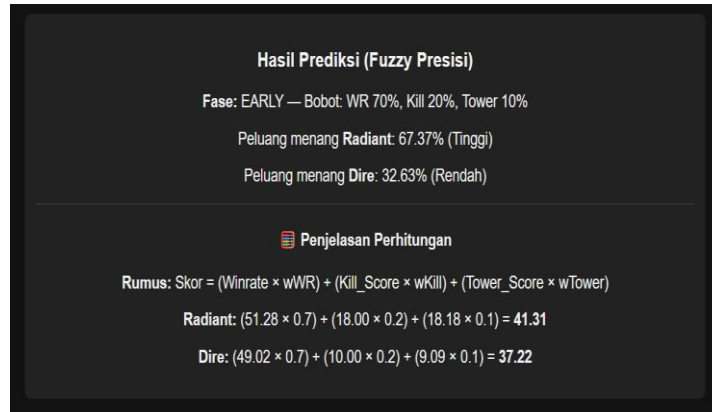 Hasil Prediksi (Fuzzy Presisi)
Fase: EARLY — Bobot: WR 70%, Kill 20%, Tower 10%
Peluang menang Radiant: 67.37% (Tinggi)
Peluang menang Dire: 32.63% (Rendah)
Penjelasan Perhitungan
Rumus: Skor = (Winrate × wWR) + (Kill_Score × wKill) + (Tower_Score × wTower)
Radiant: (51.28 × 0.7) + (18.00 × 0.2) + (18.18 × 0.1) = 41.31
Dire: (49.02 × 0.7) + (10.00 × 0.2) + (9.09 × 0.1) = 37.22